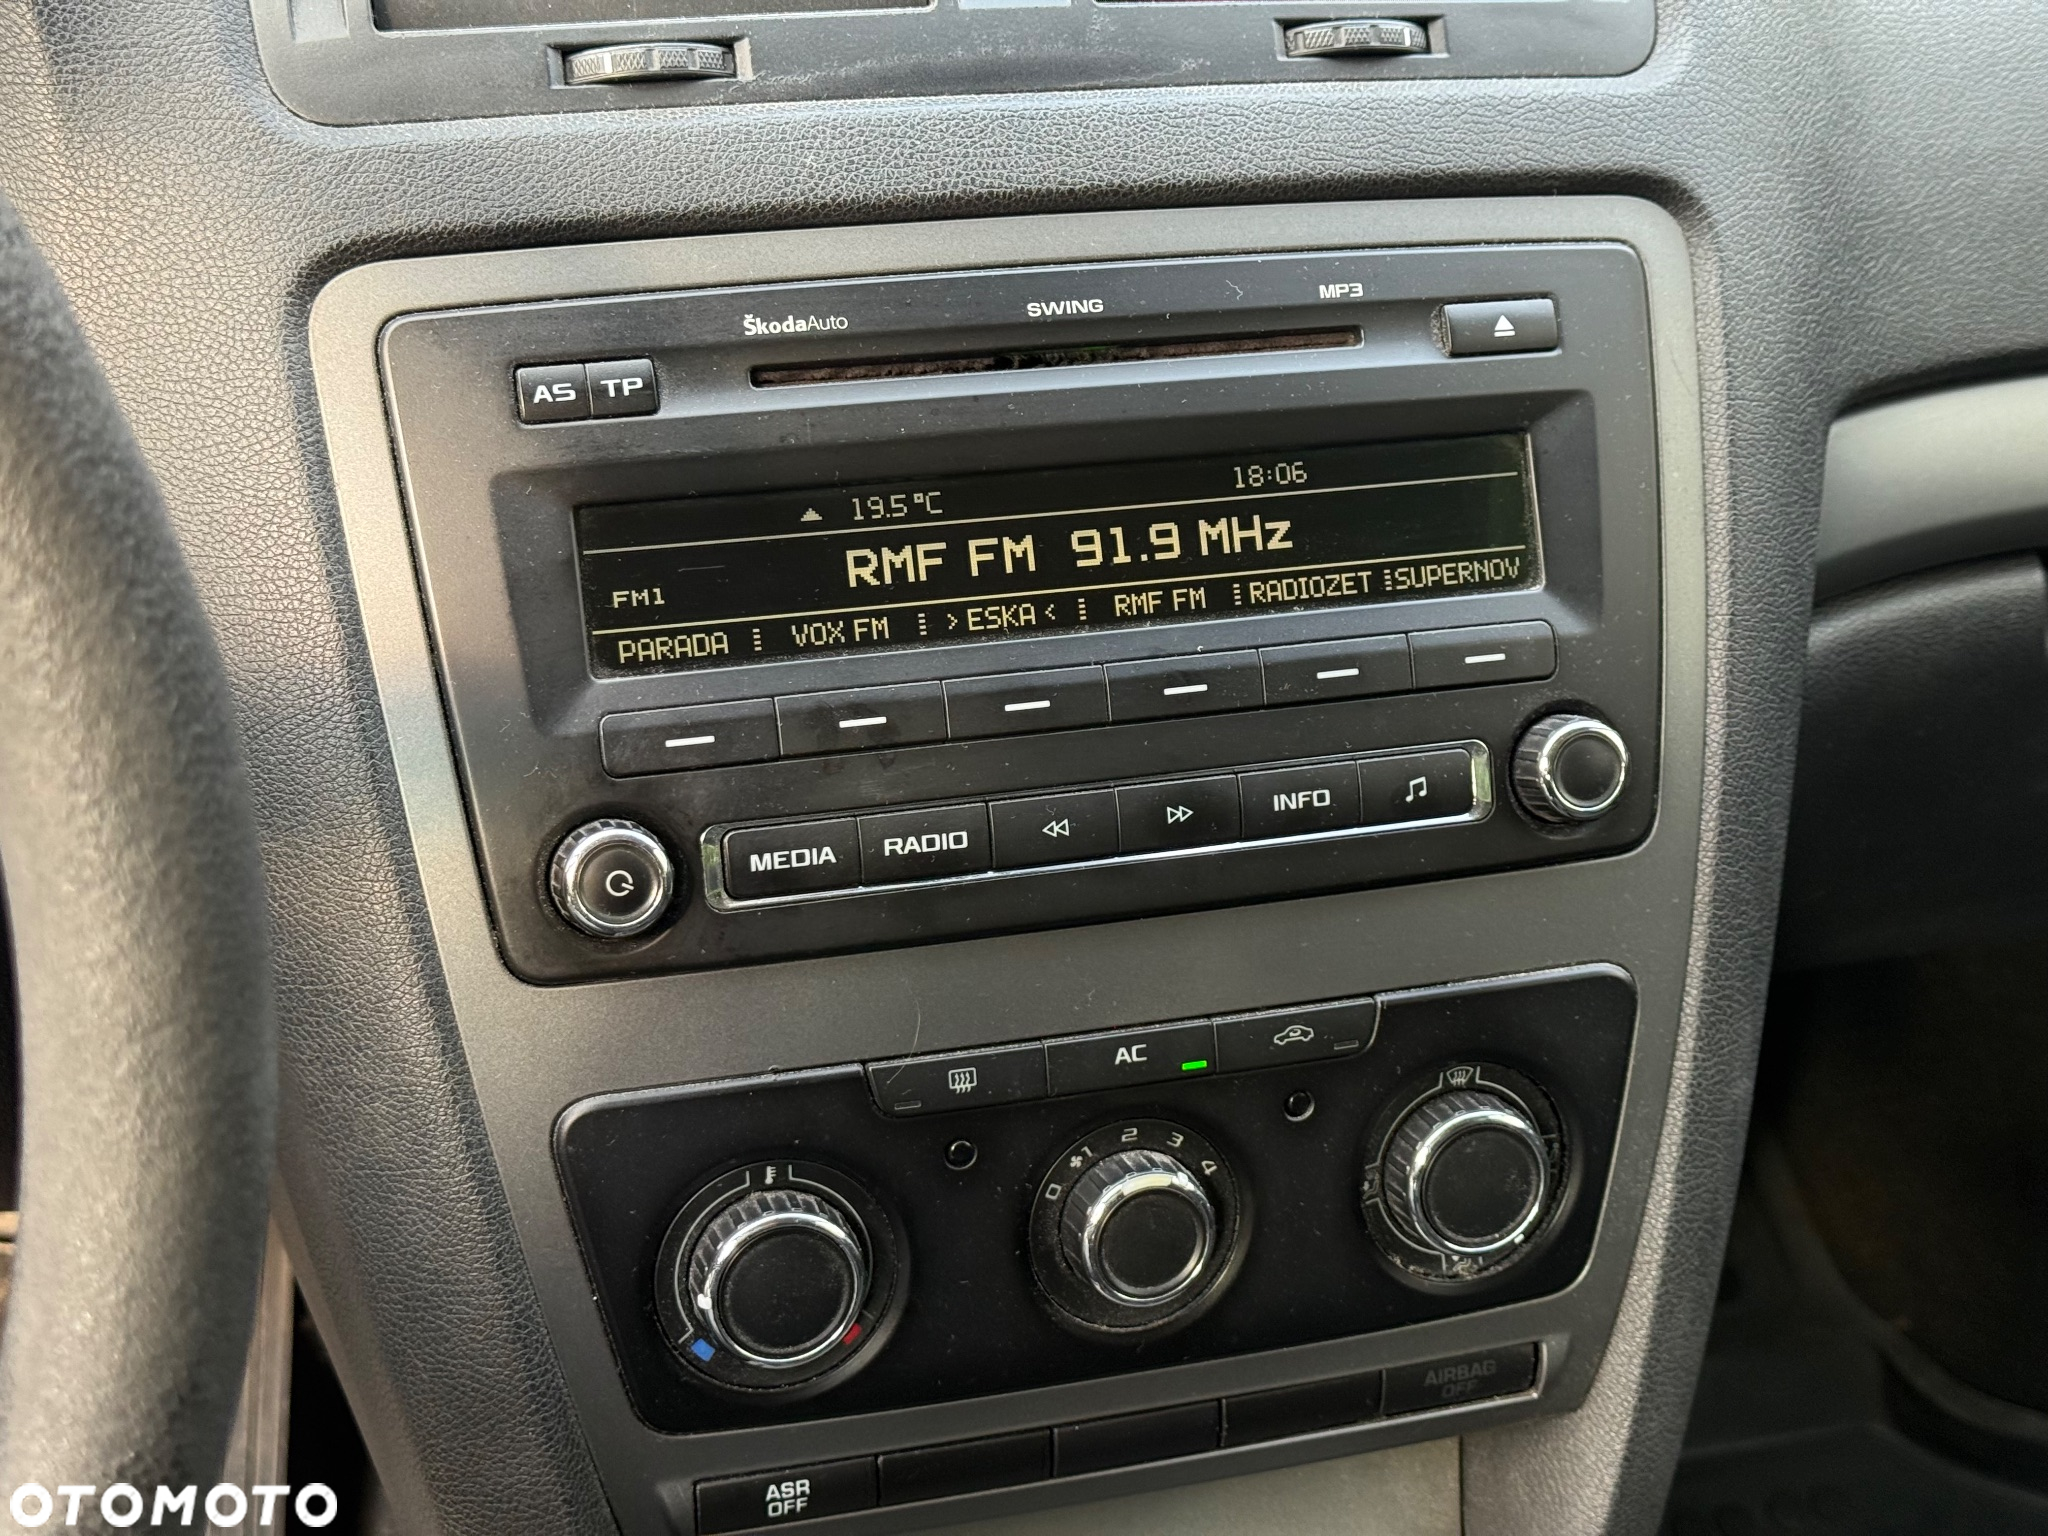 ŠkodaAuto SWING MP3
AS TP
19.5°C 18:06
RMF FM 91.9 MHz
FM1
PARADA VOX FM >ESKA< RMF FM RADIOZET SUPERNOV
MEDIA RADIO INFO
AC
0 1 2 3 4
AIRBAG
OFF
ASR
OFF
OTOMOTO